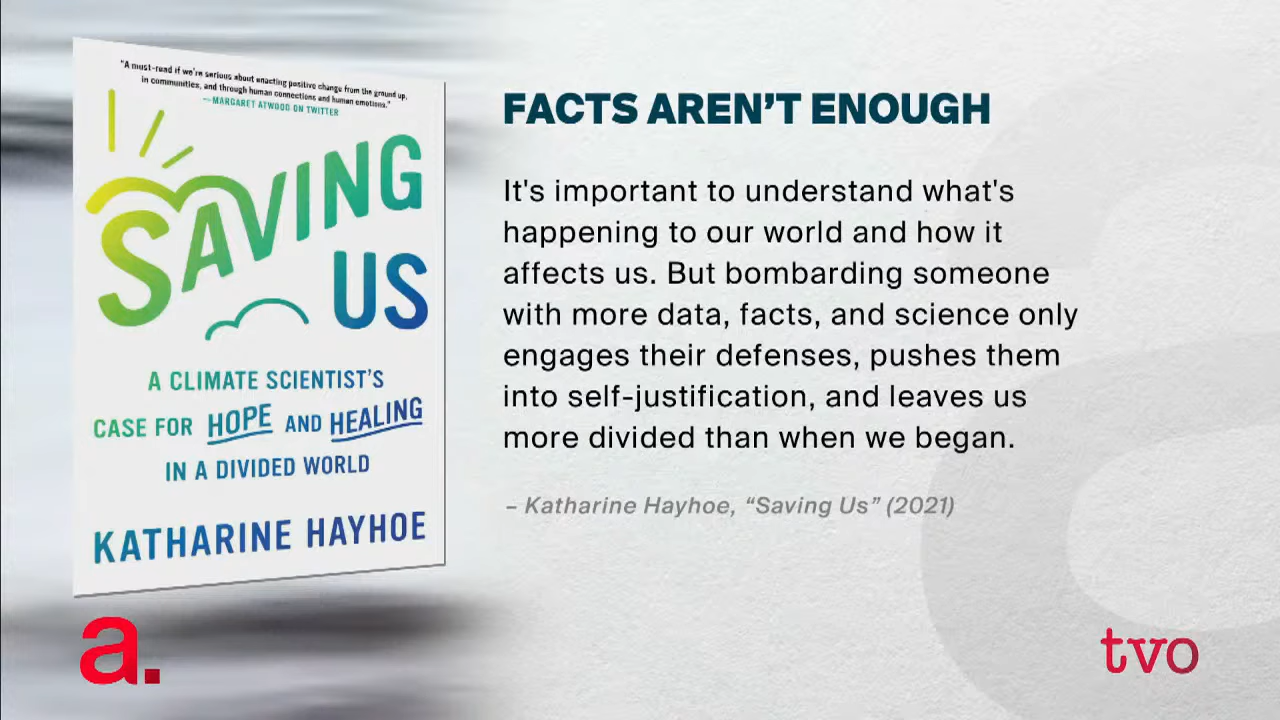 "A must-read if we're serious about enacting positive change from the ground up,
in communities, and through human connections and human emotions."
—MARGARET ATWOOD ON TWITTER
SAVING
US
A CLIMATE SCIENTIST'S
CASE FOR HOPE AND HEALING
IN A DIVIDED WORLD
KATHARINE HAYHOE
FACTS AREN'T ENOUGH
It's important to understand what's
happening to our world and how it
affects us. But bombarding someone
with more data, facts, and science only
engages their defenses, pushes them
into self-justification, and leaves us
more divided than when we began.
– Katharine Hayhoe, “Saving Us” (2021)
a.
tvo